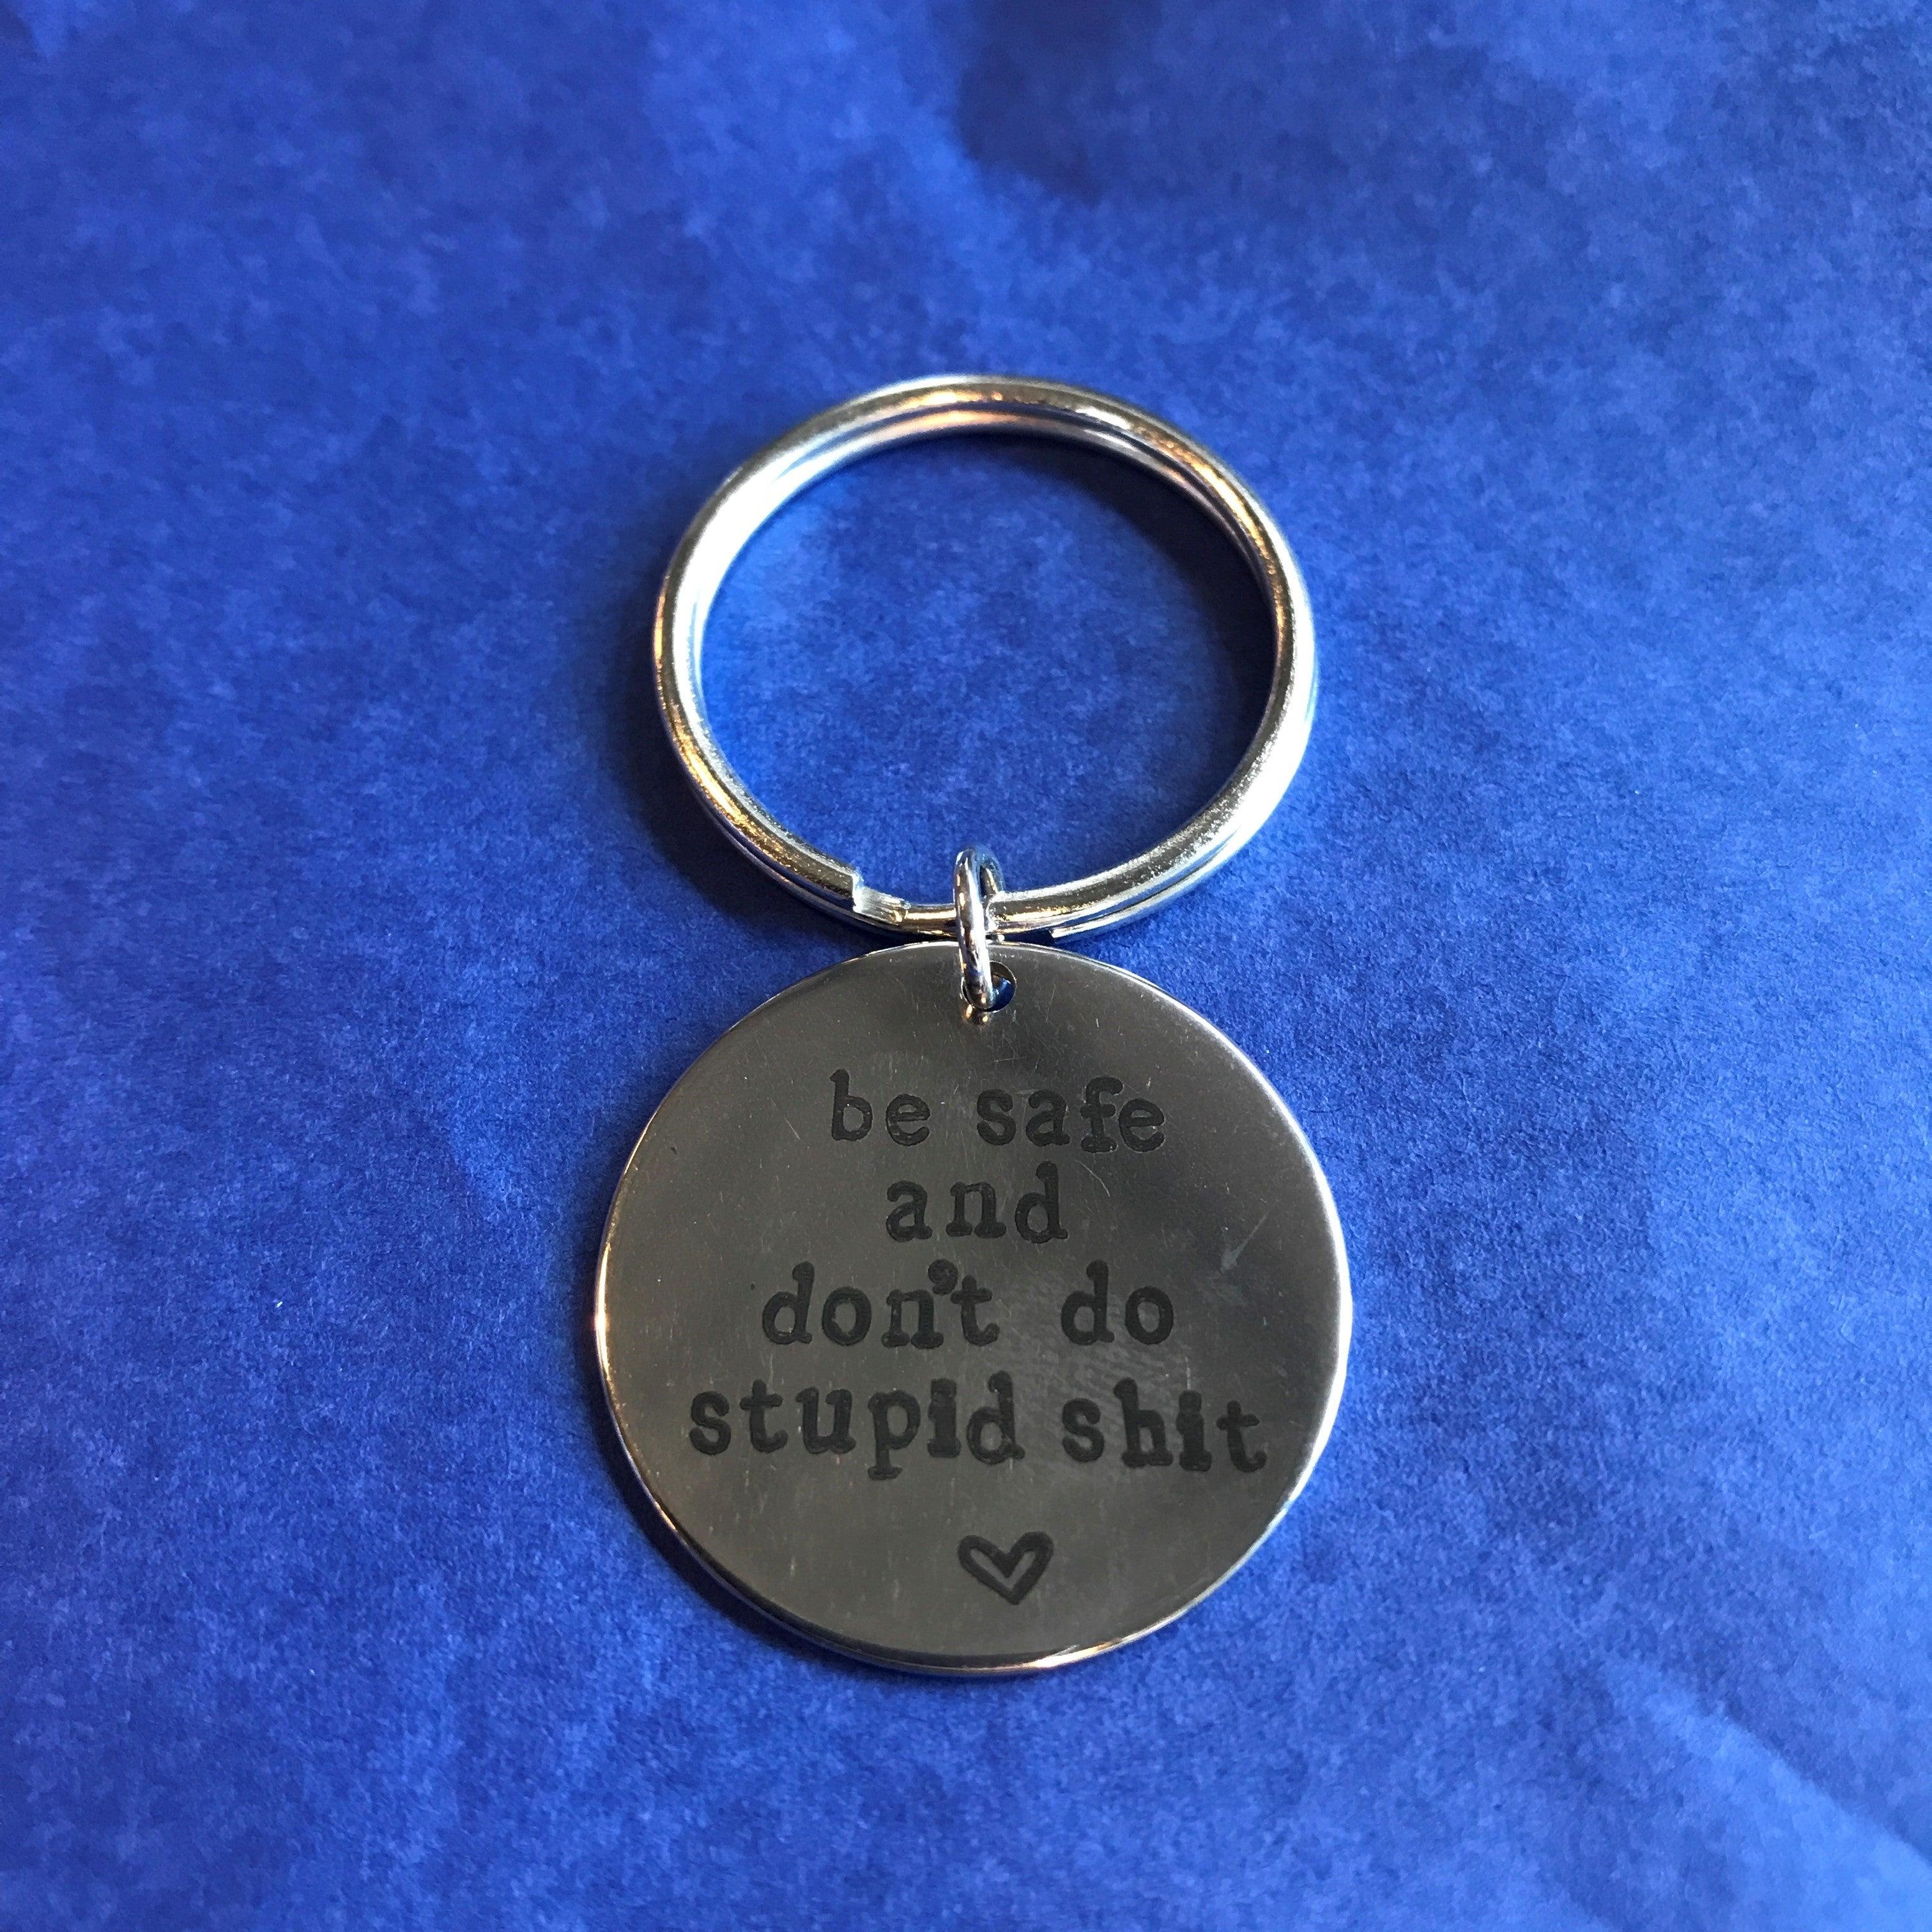 be safe
and
don't do
stupid shit